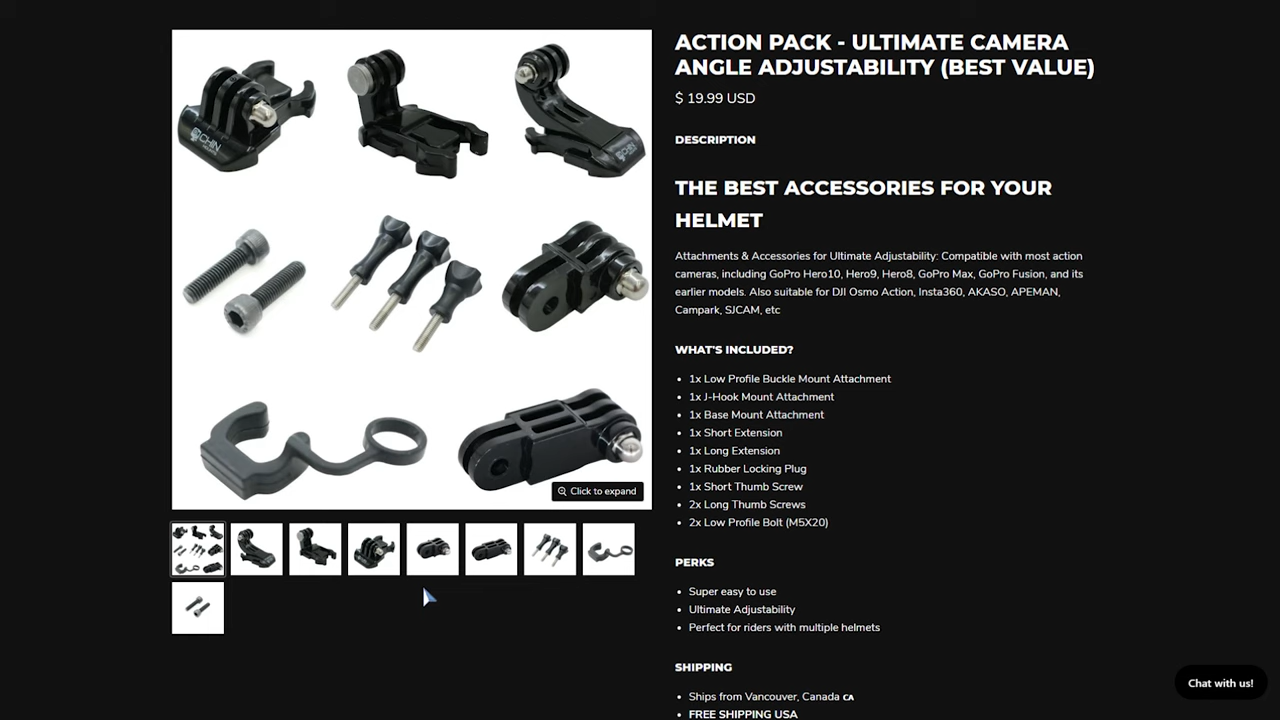 ACTION PACK - ULTIMATE CAMERA
ANGLE ADJUSTABILITY (BEST VALUE)
$ 19.99 USD
DESCRIPTION
THE BEST ACCESSORIES FOR YOUR
HELMET
Attachments & Accessories for Ultimate Adjustability: Compatible with most action
cameras, including GoPro Hero10, Hero9, Hero8, GoPro Max, GoPro Fusion, and its
earlier models. Also suitable for DJI Osmo Action, Insta360, AKASO, APEMAN,
Campark, SJCAM, etc
WHAT'S INCLUDED?
• 1x Low Profile Buckle Mount Attachment
• 1x J-Hook Mount Attachment
• 1x Base Mount Attachment
• 1x Short Extension
• 1x Long Extension
• 1x Rubber Locking Plug
• 1x Short Thumb Screw
• 2x Long Thumb Screws
• 2x Low Profile Bolt (M5X20)
PERKS
• Super easy to use
• Ultimate Adjustability
• Perfect for riders with multiple helmets
SHIPPING
• Ships from Vancouver, Canada CA
• FREE SHIPPING USA
CHIN
Click to expand
Chat with us!